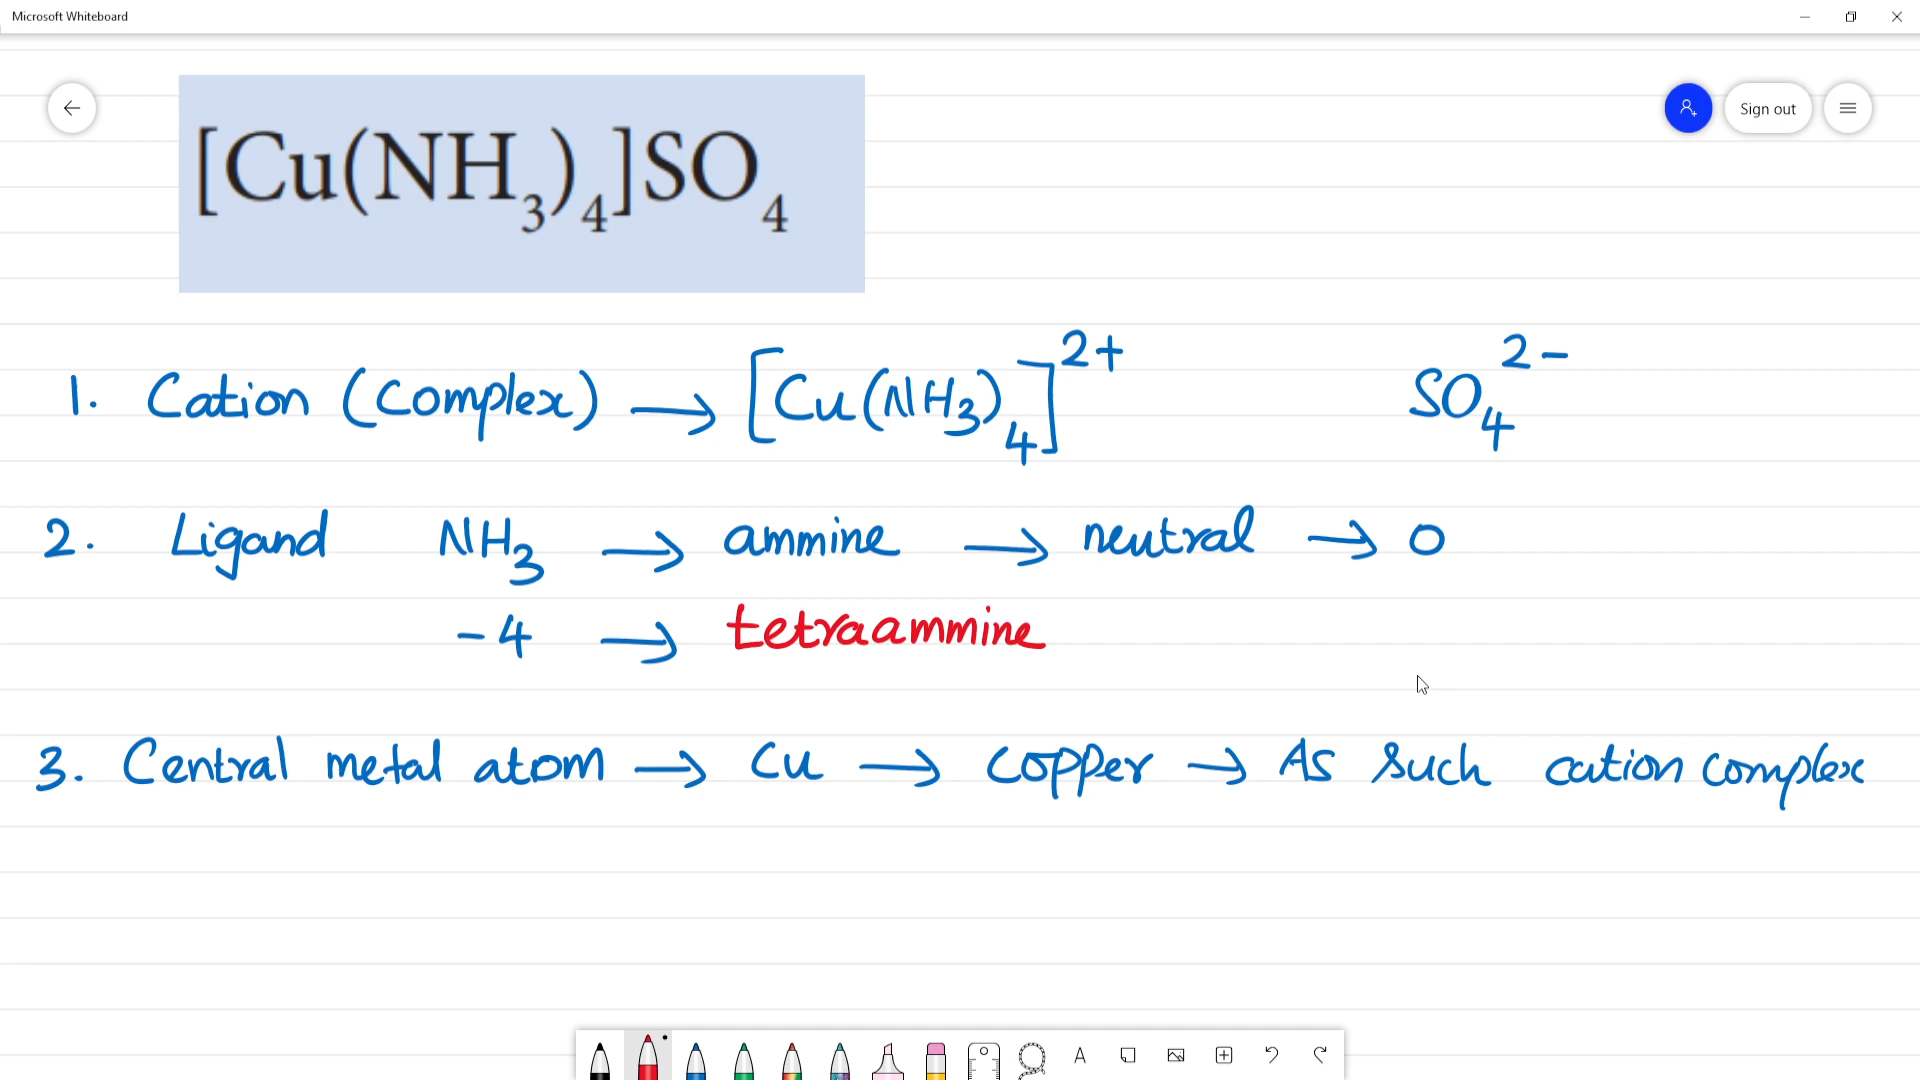 Microsoft Whiteboard
Sign out
[Cu(NH₃)₄]SO₄
1. Cation (Complex) → [Cu(NH₃)₄]²⁺ SO₄²⁻
2. Ligand NH₃ → ammine → neutral → 0
- 4 → tetraammine
3. Central metal atom → Cu → Copper → As such cation complex
A